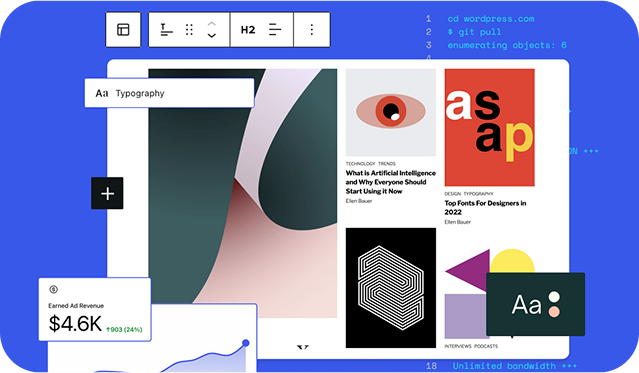 H2
1 cd wordpress.com
2 $ git pull
3 enumerating objects: 6
4
Aa Typography
asap
TECHNOLOGY TRENDS
What is Artificial Intelligence
and Why Everyone Should
Start Using it Now
Ellen Bauer
DESIGN TYPOGRAPHY
Top Fonts For Designers in
2022
Ellen Bauer
ON +++
Earned Ad Revenue
$4.6K ↑903 (24%)
Aa
INTERVIEWS PODCASTS
18 Unlimited bandwidth +++